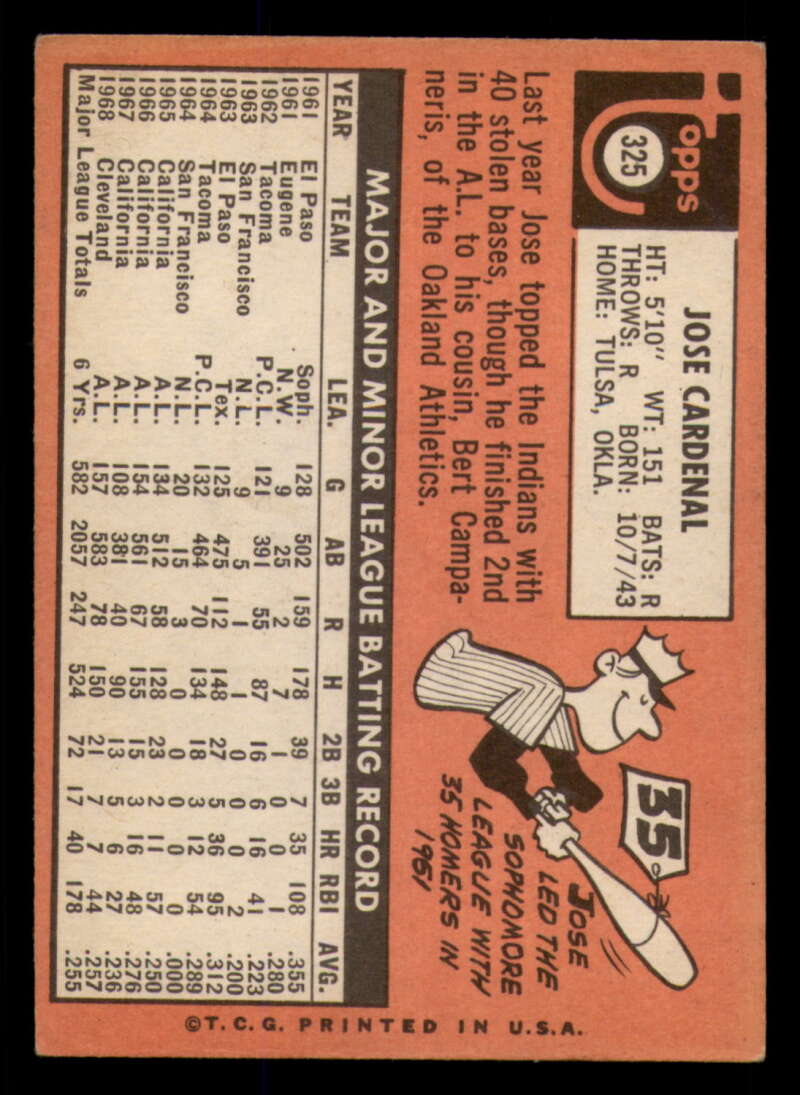 Topps
325
JOSE CARDENAL
HT: 5'10" WT: 151 BATS: R
THROWS: R BORN: 10/7/43
HOME: TULSA, OKLA.
Last year Jose topped the Indians with
40 stolen bases, though he finished 2nd
in the A.L. to his cousin, Bert Campa-
neris, of the Oakland Athletics.
35
JOSE
LED THE
SOPHOMORE
LEAGUE WITH
35 HOMERS IN
1961
MAJOR AND MINOR LEAGUE BATTING RECORD
YEAR TEAM LEA. G AB R H 2B 3B HR RBI AVG.
1961 El Paso Soph. 128 502 159 178 39 7 35 108 .355
1961 Eugene N.W. 9 25 2 7 1 0 0 1 .280
1962 Tacoma P.C.L. 121 391 55 87 16 6 16 41 .223
1963 San Francisco N.L. 9 5 1 1 0 0 0 2 .200
1963 El Paso Tex. 125 475 112 148 27 5 36 95 .312
1964 Tacoma P.C.L. 132 464 70 134 18 3 12 54 .289
1964 San Francisco N.L. 20 15 3 0 0 0 0 0 .000
1965 California A.L. 134 512 58 128 23 2 11 57 .250
1966 California A.L. 154 561 67 155 15 3 16 48 .276
1967 California A.L. 108 381 40 90 13 5 6 27 .236
1968 Cleveland A.L. 157 583 78 150 21 7 7 44 .257
Major League Totals 6 Yrs. 582 2057 247 524 72 17 40 178 .255
©T.C.G. PRINTED IN U.S.A.